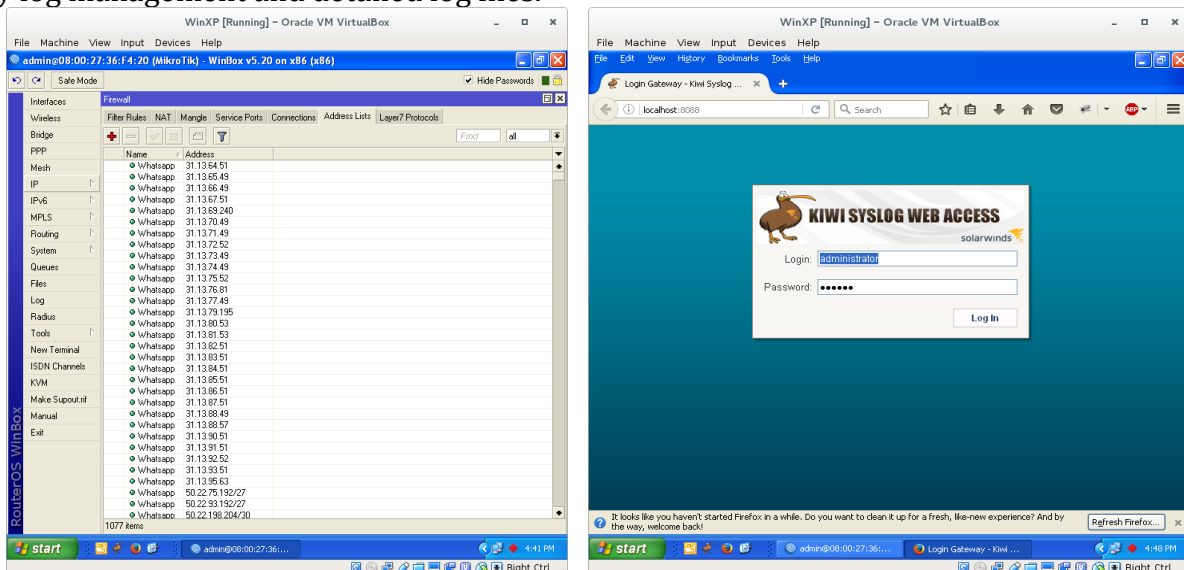 y log management and detailed log files.
WinXP [Running] - Oracle VM VirtualBox
File Machine View Input Devices Help
admin@08:00:27:36:F4:20 (MikroTik) - WinBox v5.20 on x86 (x86)
Safe Mode
Hide Passwords
Interfaces
Wireless
Bridge
PPP
Mesh
IP
IPv6
MPLS
Routing
System
Queues
Files
Log
Radius
Tools
New Terminal
ISDN Channels
KVM
Make Supout.rif
Manual
Exit
RouterOS WinBox
Firewall
Filter Rules NAT Mangle Service Ports Connections Address Lists Layer7 Protocols
Find all
Name Address
Whatsapp 31.13.64.51
Whatsapp 31.13.65.49
Whatsapp 31.13.66.49
Whatsapp 31.13.67.51
Whatsapp 31.13.69.240
Whatsapp 31.13.70.49
Whatsapp 31.13.71.49
Whatsapp 31.13.72.52
Whatsapp 31.13.73.49
Whatsapp 31.13.74.49
Whatsapp 31.13.75.52
Whatsapp 31.13.76.81
Whatsapp 31.13.77.49
Whatsapp 31.13.79.195
Whatsapp 31.13.80.53
Whatsapp 31.13.81.53
Whatsapp 31.13.82.51
Whatsapp 31.13.83.51
Whatsapp 31.13.84.51
Whatsapp 31.13.85.51
Whatsapp 31.13.86.51
Whatsapp 31.13.87.51
Whatsapp 31.13.88.49
Whatsapp 31.13.88.57
Whatsapp 31.13.90.51
Whatsapp 31.13.91.51
Whatsapp 31.13.92.52
Whatsapp 31.13.93.51
Whatsapp 31.13.95.63
Whatsapp 50.22.75.192/27
Whatsapp 50.22.93.192/27
Whatsapp 50.22.198.204/30
1077 items
start
admin@08:00:27:36:...
4:41 PM
Right Ctrl
WinXP [Running] - Oracle VM VirtualBox
File Machine View Input Devices Help
File Edit View History Bookmarks Tools Help
Login Gateway - Kiwi Syslog ...
localhost:8088
Search
ABP
KIWI SYSLOG WEB ACCESS
solarwinds
Login: administrator
Password: ••••••
Log In
It looks like you haven't started Firefox in a while. Do you want to clean it up for a fresh, like-new experience? And by
the way, welcome back!
Refresh Firefox...
start
admin@08:00:27:36:...
Login Gateway - Kiwi ...
4:48 PM
Right Ctrl